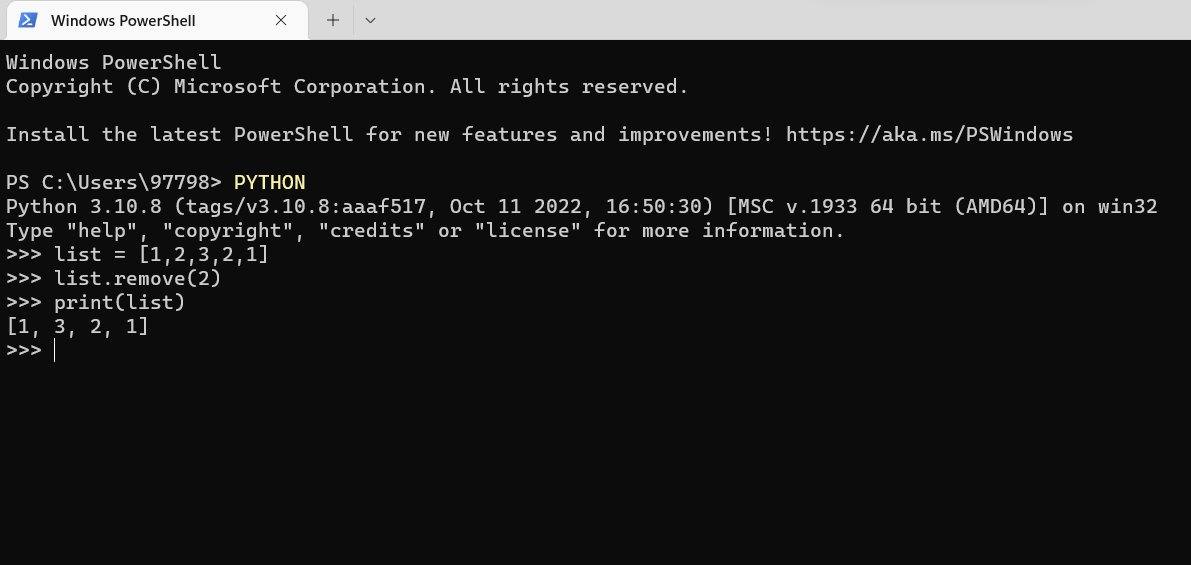 Windows PowerShell
Windows PowerShell
Copyright (C) Microsoft Corporation. All rights reserved.
Install the latest PowerShell for new features and improvements! https://aka.ms/PSWindows
PS C:\Users\97798> PYTHON
Python 3.10.8 (tags/v3.10.8:aaaf517, Oct 11 2022, 16:50:30) [MSC v.1933 64 bit (AMD64)] on win32
Type "help", "copyright", "credits" or "license" for more information.
>>> list = [1,2,3,2,1]
>>> list.remove(2)
>>> print(list)
[1, 3, 2, 1]
>>>